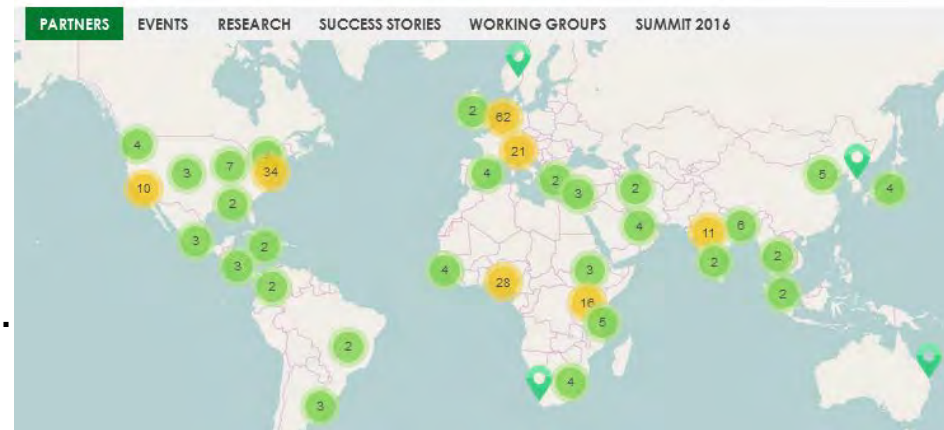 PARTNERS EVENTS RESEARCH SUCCESS STORIES WORKING GROUPS SUMMIT 2016
2 62
4 21
3 7 34 4 2 5
10 3 2 4
2 4
3 2 11 6
3 2 2
2 4 28 3 2
16
5
2
4
3